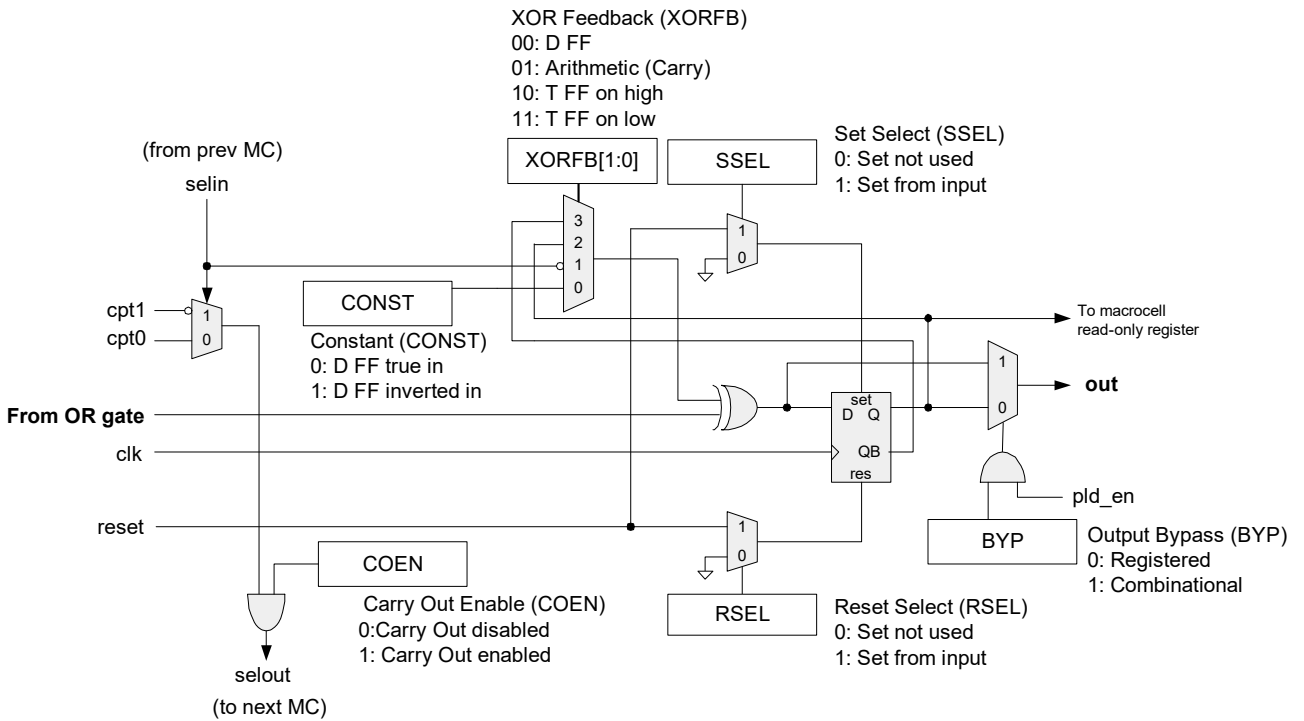 XOR Feedback (XORFB)
00: D FF
01: Arithmetic (Carry)
10: T FF on high
11: T FF on low
(from prev MC)
selin
XORFB[1:0]
SSEL
Set Select (SSEL)
0: Set not used
1: Set from input
3
2
1
0
1
0
CONST
Constant (CONST)
0: D FF true in
1: D FF inverted in
cpt1
cpt0
1
0
To macrocell
read-only register
1
0
out
From OR gate
set
D Q
QB
res
clk
pld_en
reset
1
0
BYP
Output Bypass (BYP)
0: Registered
1: Combinational
COEN
Carry Out Enable (COEN)
0:Carry Out disabled
1: Carry Out enabled
RSEL
Reset Select (RSEL)
0: Set not used
1: Set from input
selout
(to next MC)